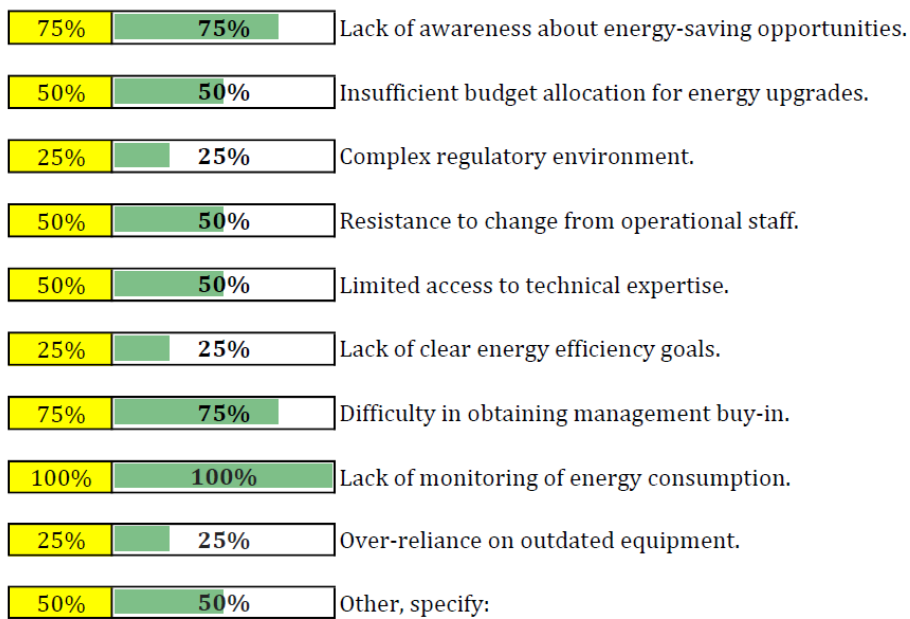 75% 75% Lack of awareness about energy-saving opportunities.
50% 50% Insufficient budget allocation for energy upgrades.
25% 25% Complex regulatory environment.
50% 50% Resistance to change from operational staff.
50% 50% Limited access to technical expertise.
25% 25% Lack of clear energy efficiency goals.
75% 75% Difficulty in obtaining management buy-in.
100% 100% Lack of monitoring of energy consumption.
25% 25% Over-reliance on outdated equipment.
50% 50% Other, specify: